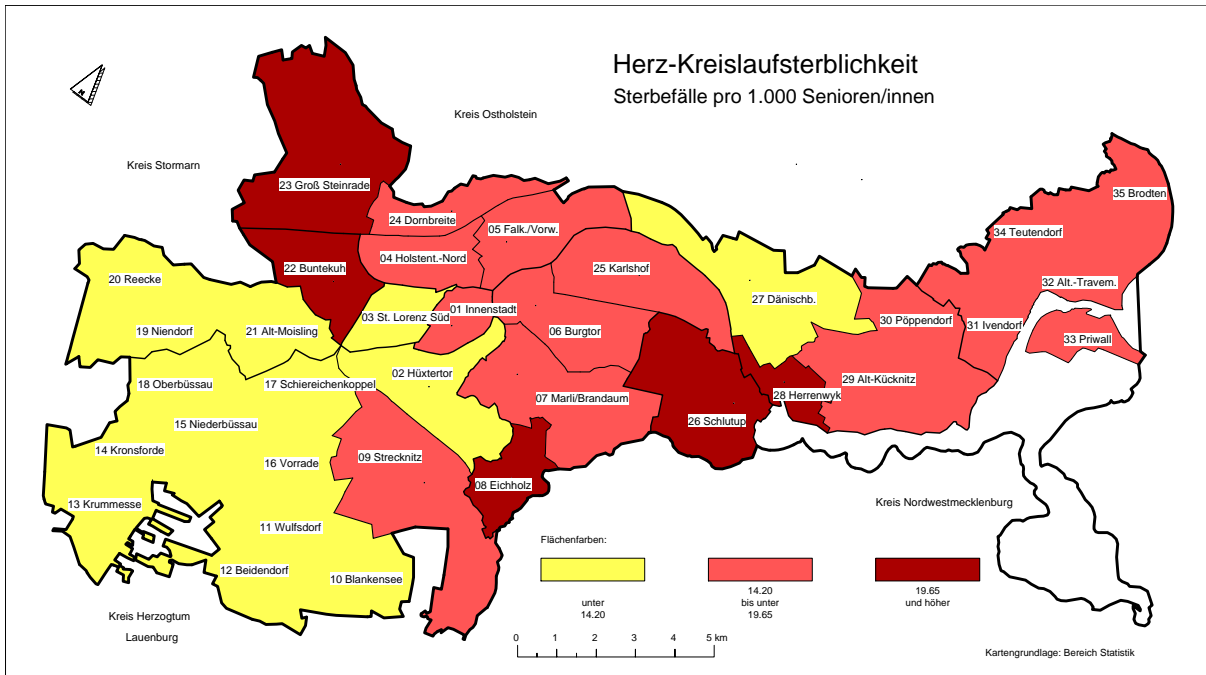 Herz-Kreislaufsterblichkeit
Sterbefälle pro 1.000 Senioren/innen
N
Kreis Ostholstein
Kreis Stormarn
23 Groß Steinrade
35 Brodten
24 Dornbreite
05 Falk./Vorw.
34 Teutendorf
04 Holstent.-Nord
22 Buntekuh
25 Karlshof
20 Reecke
32 Alt.-Travem.
27 Dänischb.
01 Innenstadt
03 St. Lorenz Süd
30 Pöppendorf
31 Ivendorf
19 Niendorf
21 Alt-Moisling
06 Burgtor
33 Priwall
02 Hüxtertor
29 Alt-Kücknitz
18 Oberbüssau
17 Schiereichenkoppel
28 Herrenwyk
07 Marli/Brandaum
26 Schlutup
15 Niederbüssau
14 Kronsforde
09 Strecknitz
16 Vorrade
08 Eichholz
13 Krummesse
Kreis Nordwestmecklenburg
11 Wulfsdorf
12 Beidendorf
10 Blankensee
Flächenfarben:
unter
14.20
14.20
bis unter
19.65
19.65
und höher
Kreis Herzogtum
Lauenburg
0 1 2 3 4 5 km
Kartengrundlage: Bereich Statistik